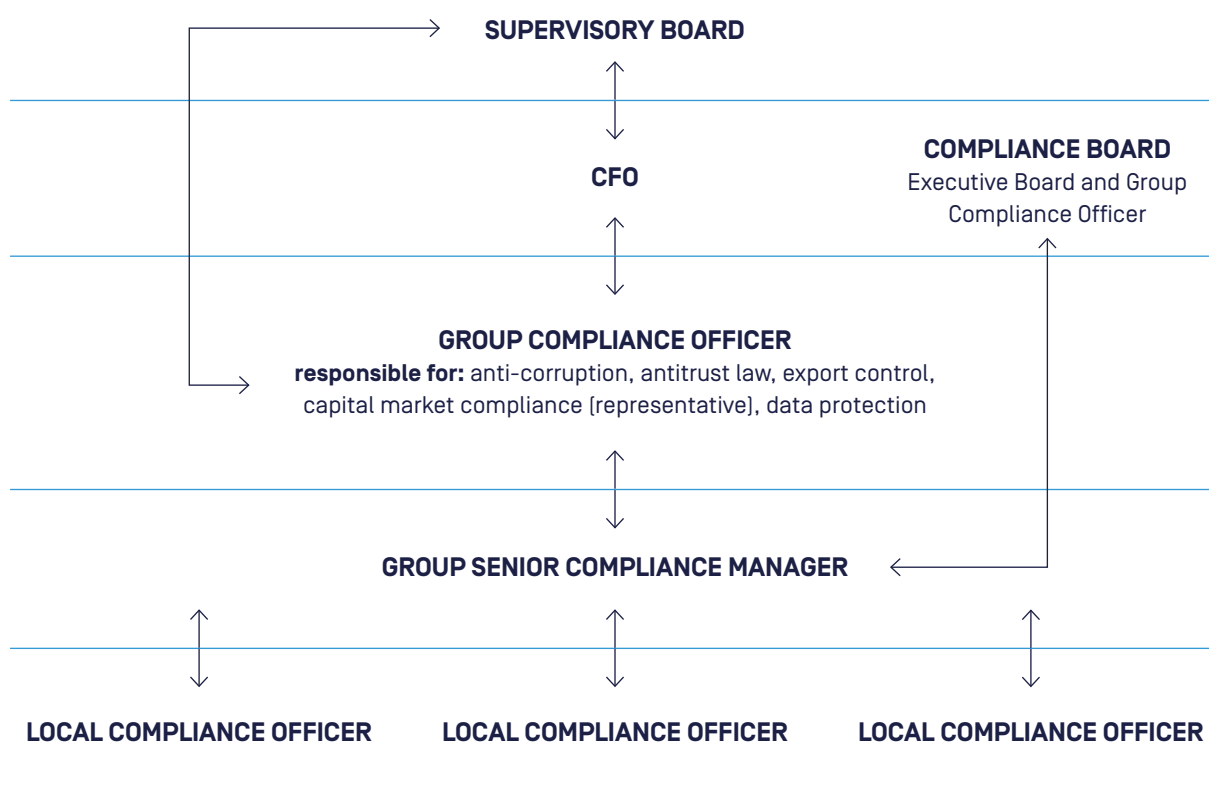 SUPERVISORY BOARD
CFO
COMPLIANCE BOARD
Executive Board and Group
Compliance Officer
GROUP COMPLIANCE OFFICER
responsible for: anti-corruption, antitrust law, export control,
capital market compliance (representative), data protection
GROUP SENIOR COMPLIANCE MANAGER
LOCAL COMPLIANCE OFFICER
LOCAL COMPLIANCE OFFICER
LOCAL COMPLIANCE OFFICER